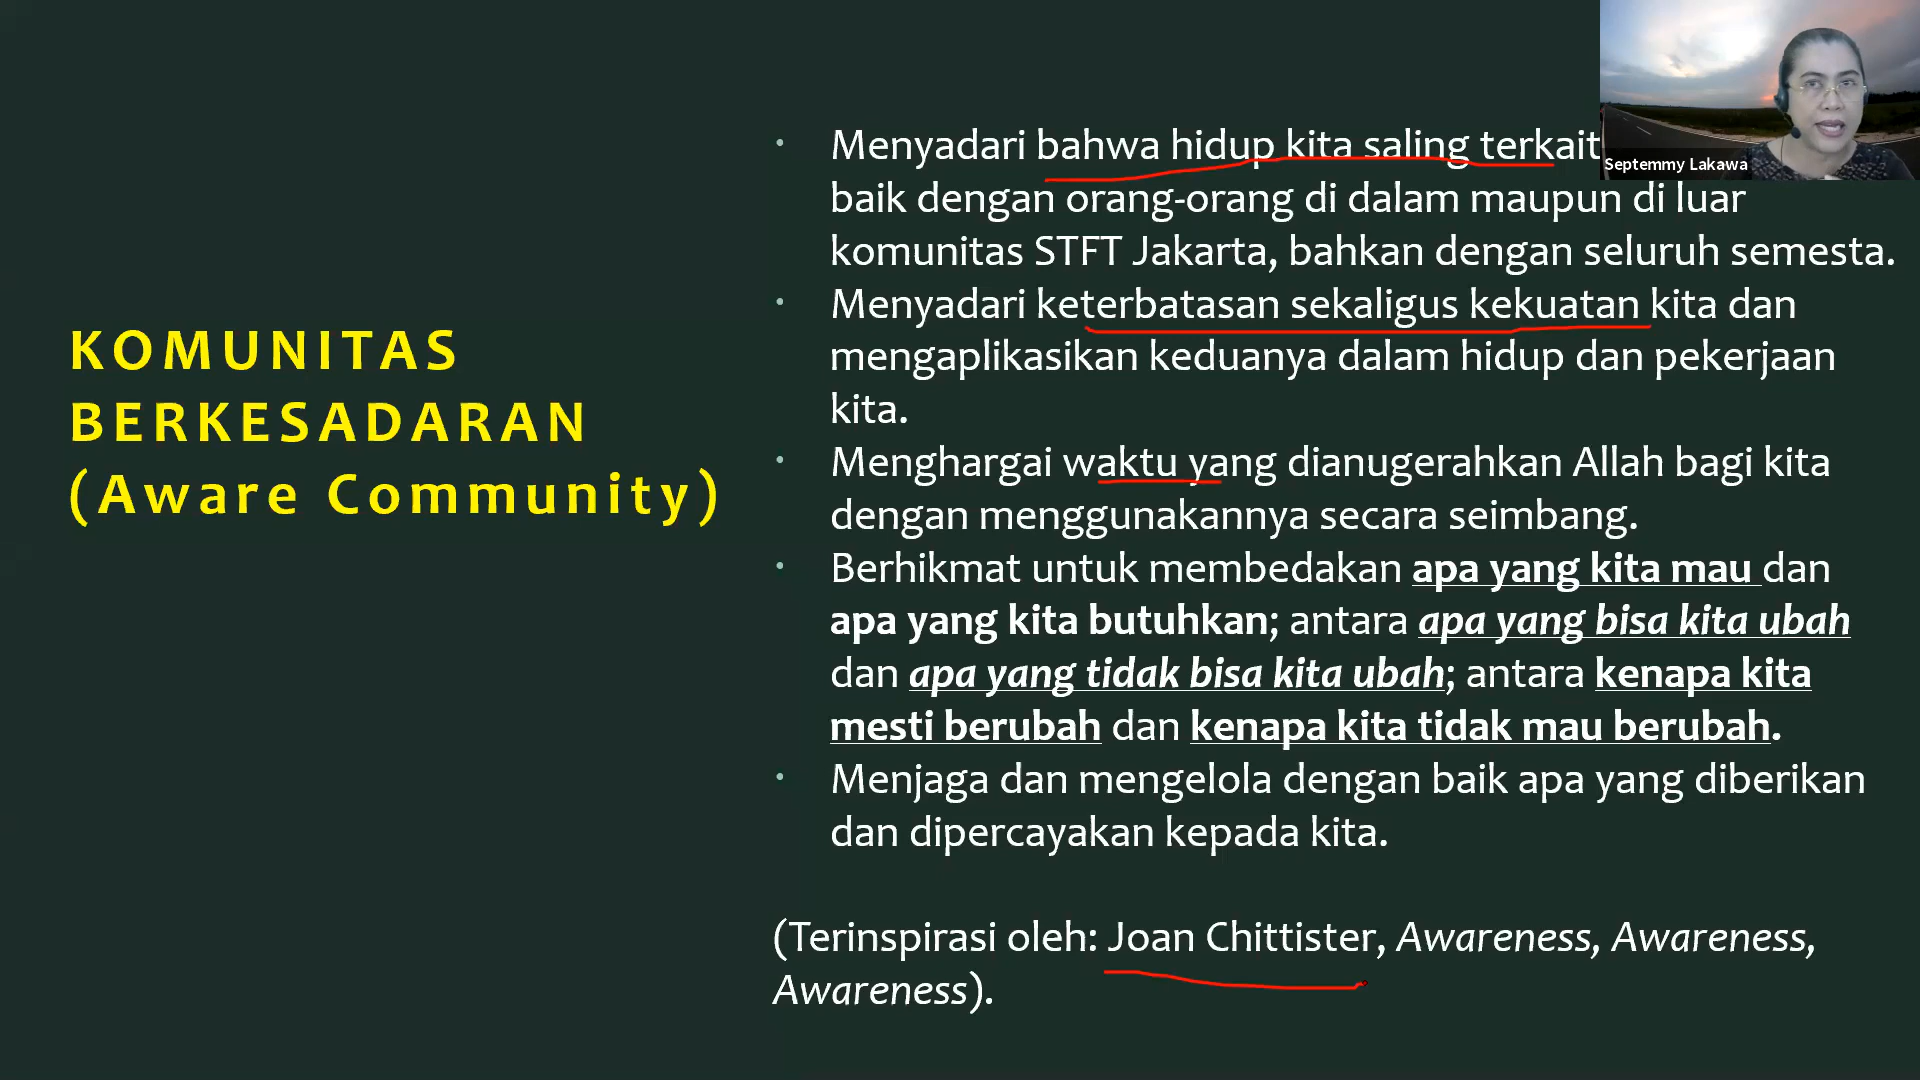 KOMUNITAS
BERKESADARAN
(Aware Community)
• Menyadari bahwa hidup kita saling terkait
baik dengan orang-orang di dalam maupun di luar
komunitas STFT Jakarta, bahkan dengan seluruh semesta.
• Menyadari keterbatasan sekaligus kekuatan kita dan
mengaplikasikan keduanya dalam hidup dan pekerjaan
kita.
• Menghargai waktu yang dianugerahkan Allah bagi kita
dengan menggunakannya secara seimbang.
• Berhikmat untuk membedakan apa yang kita mau dan
apa yang kita butuhkan; antara apa yang bisa kita ubah
dan apa yang tidak bisa kita ubah; antara kenapa kita
mesti berubah dan kenapa kita tidak mau berubah.
• Menjaga dan mengelola dengan baik apa yang diberikan
dan dipercayakan kepada kita.
(Terinspirasi oleh: Joan Chittister, Awareness, Awareness,
Awareness).
Septemmy Lakawa